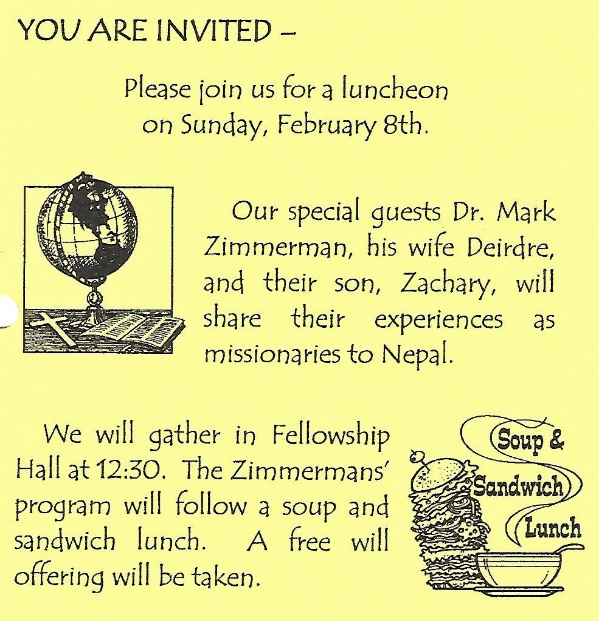 YOU ARE INVITED –
Please join us for a luncheon
on Sunday, February 8th.
Our special guests Dr. Mark
Zimmerman, his wife Deirdre,
and their son, Zachary, will
share their experiences as
missionaries to Nepal.
We will gather in Fellowship
Hall at 12:30. The Zimmermans'
program will follow a soup and
sandwich lunch. A free will
offering will be taken.
Soup &
Sandwich
Lunch